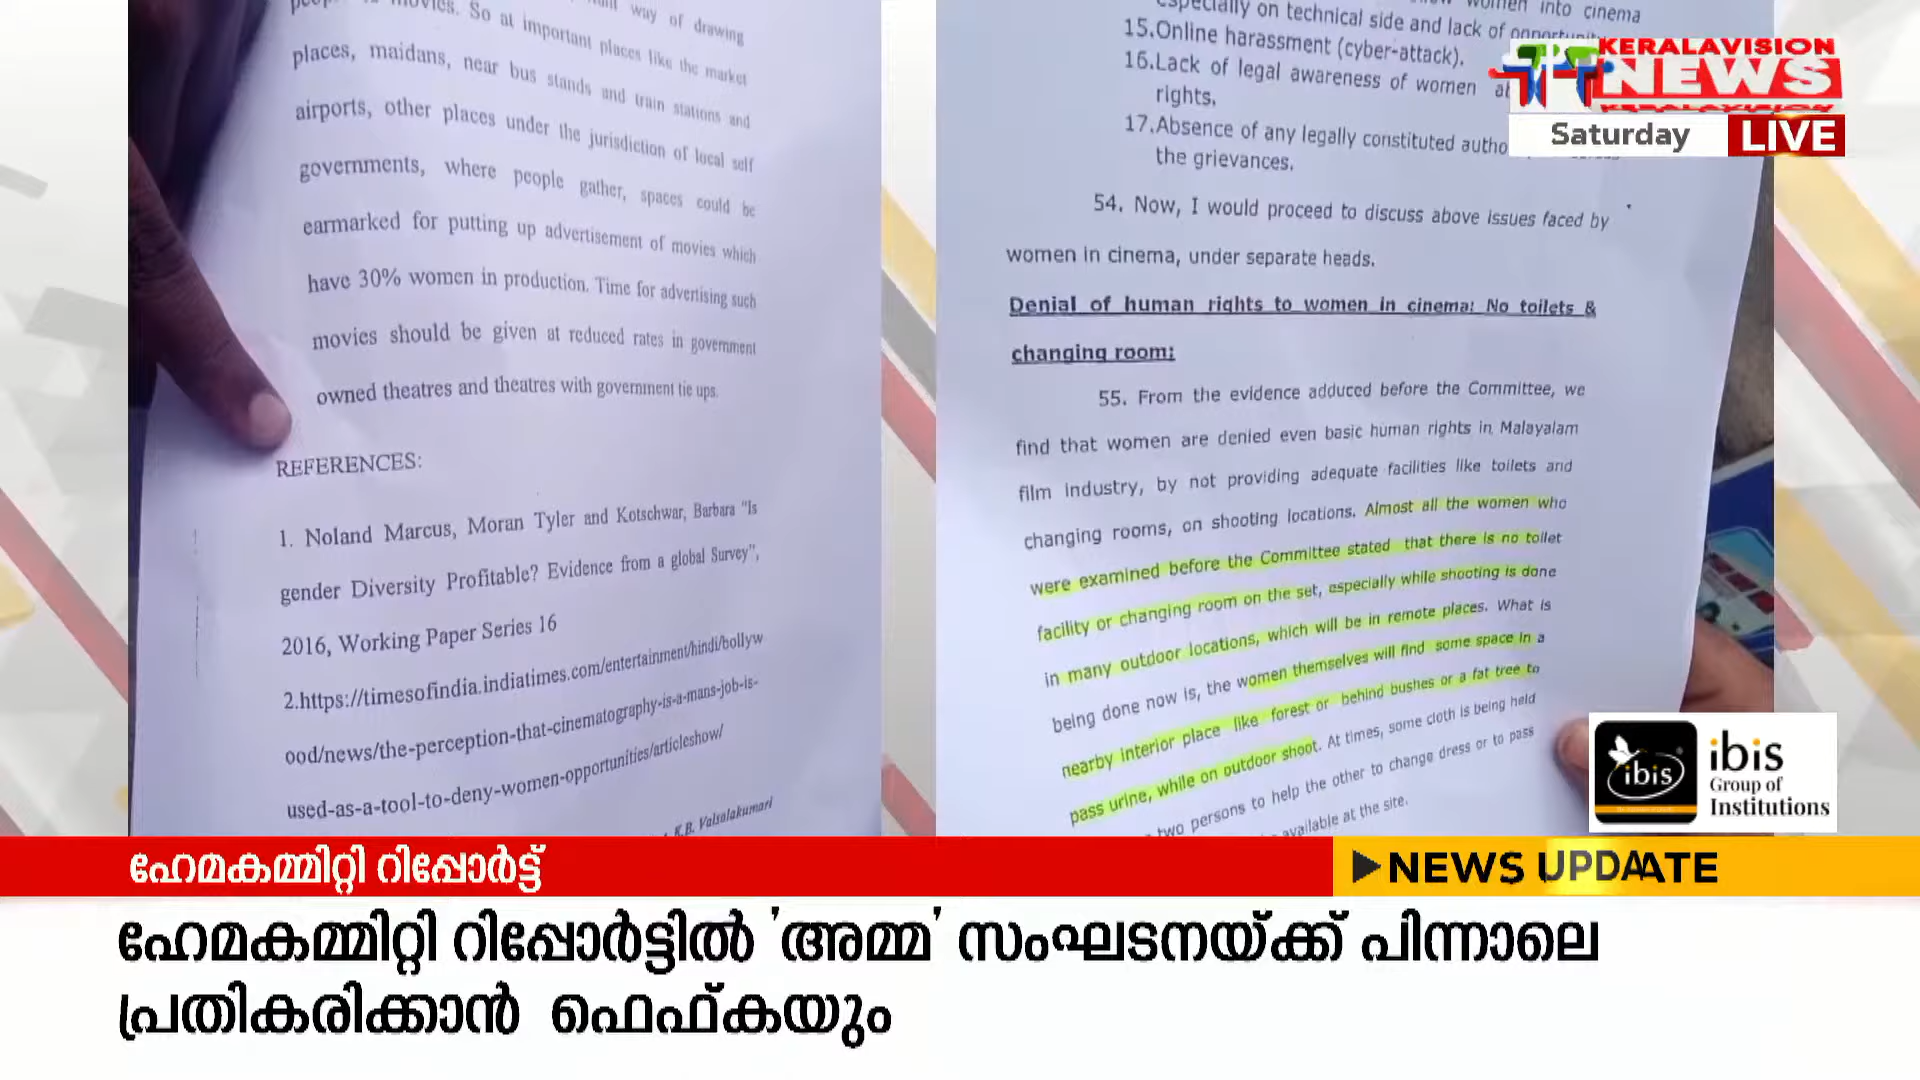 movies. So at important places like the market
way of drawing
places, maidans, near bus stands and train stations and
airports, other places under the jurisdiction of local self
governments, where people gather, spaces could be
earmarked for putting up advertisement of movies which
have 30% women in production. Time for advertising such
movies should be given at reduced rates in government
owned theatres and theatres with government tie ups.
REFERENCES:
1. Noland Marcus, Moran Tyler and Kotschwar, Barbara "Is
gender Diversity Profitable? Evidence from a global Survey",
2016, Working Paper Series 16
2.https://timesofindia.indiatimes.com/entertainment/hindi/bollyw
ood/news/the-perception-that-cinematography-is-a-mans-job-is-
used-as-a-tool-to-deny-women-opportunities/articleshow/
K.B. Valsalakumari
women into cinema
especially on technical side and lack of opportunity
15.Online harassment (cyber-attack).
16.Lack of legal awareness of women
rights.
17.Absence of any legally constituted
the grievances.
54. Now, I would proceed to discuss above issues faced by
women in cinema, under separate heads.
Denial of human rights to women in cinema: No toilets &
changing room:
55. From the evidence adduced before the Committee, we
find that women are denied even basic human rights in Malayalam
film industry, by not providing adequate facilities like toilets and
changing rooms, on shooting locations. Almost all the women who
were examined before the Committee stated that there is no toilet
facility or changing room on the set, especially while shooting is done
in many outdoor locations, which will be in remote places. What is
being done now is, the women themselves will find some space in a
nearby interior place like forest or behind bushes or a fat tree to
pass urine, while on outdoor shoot. At times, some cloth is being held
two persons to help the other to change dress or to pass
available at the site.
KERALAVISION
NEWS
Saturday LIVE
ibis
ibis
Group of
Institutions
ഹേമകമ്മിറ്റി റിപ്പോർട്ട്
NEWS UPDATE
ഹേമകമ്മിറ്റി റിപ്പോർട്ടിൽ 'അമ്മ' സംഘടനയ്ക്ക് പിന്നാലെ
പ്രതികരിക്കാൻ ഫെഫ്കയും